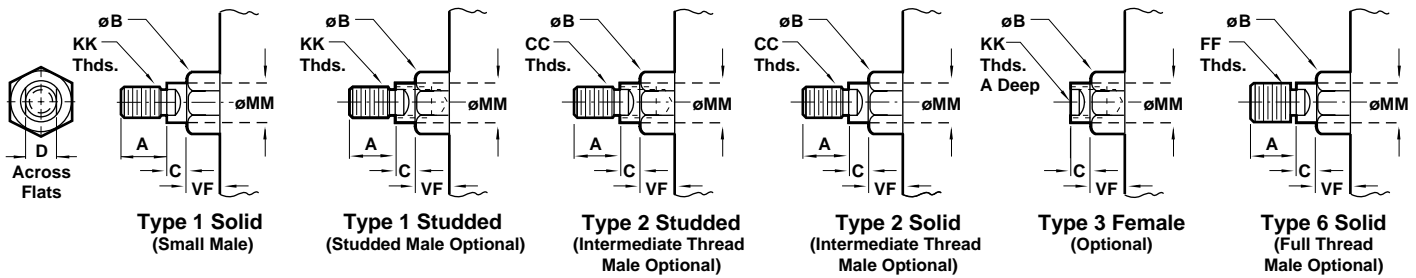 øB
KK
Thds.
øMM
A
C
VF
D
Across
Flats
Type 1 Solid
(Small Male)
øB
KK
Thds.
øMM
A
C
VF
Type 1 Studded
(Studded Male Optional)
øB
CC
Thds.
øMM
A
C
VF
Type 2 Studded
(Intermediate Thread
Male Optional)
øB
CC
Thds.
øMM
A
C
VF
Type 2 Solid
(Intermediate Thread
Male Optional)
øB
KK
Thds.
A Deep
øMM
C
VF
Type 3 Female
(Optional)
øB
FF
Thds.
øMM
A
C
VF
Type 6 Solid
(Full Thread
Male Optional)